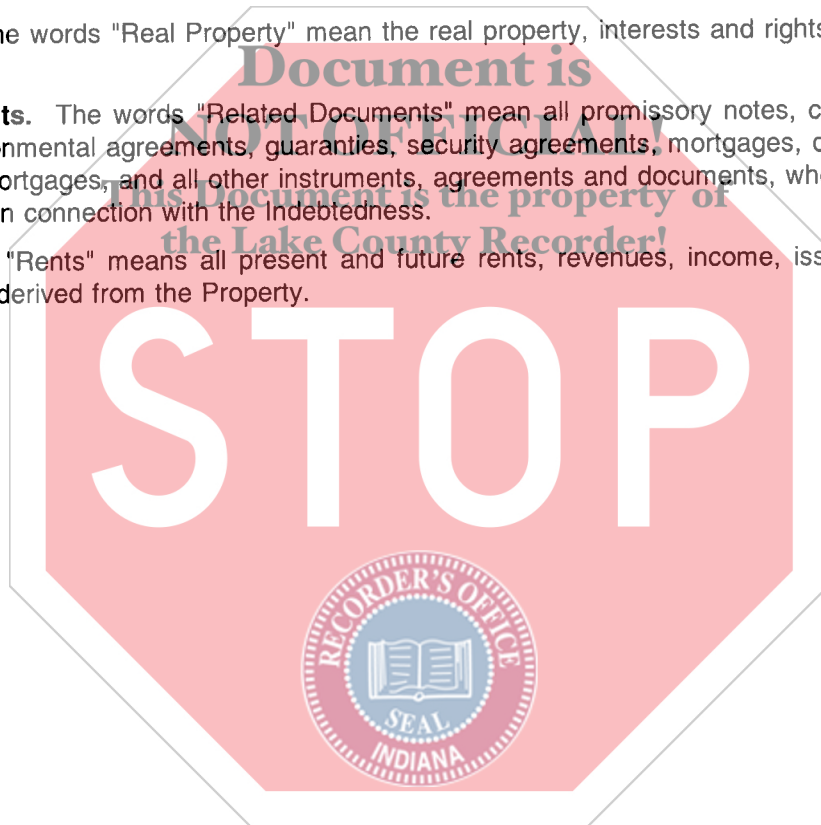 ne words "Real Property" mean the real property, interests and rights
Document is
ts. The words "Related Documents" mean all promissory notes, c
NOT OFFICIAL!
nmental agreements, guaranties, security agreements, mortgages, c
ortgages, and all other instruments, agreements and documents, whe
This Document is the property of
n connection with the Indebtedness.
the Lake County Recorder!
"Rents" means all present and future rents, revenues, income, iss
derived from the Property.
STOP
RECORDER'S OFFICE
SEAL
INDIANA